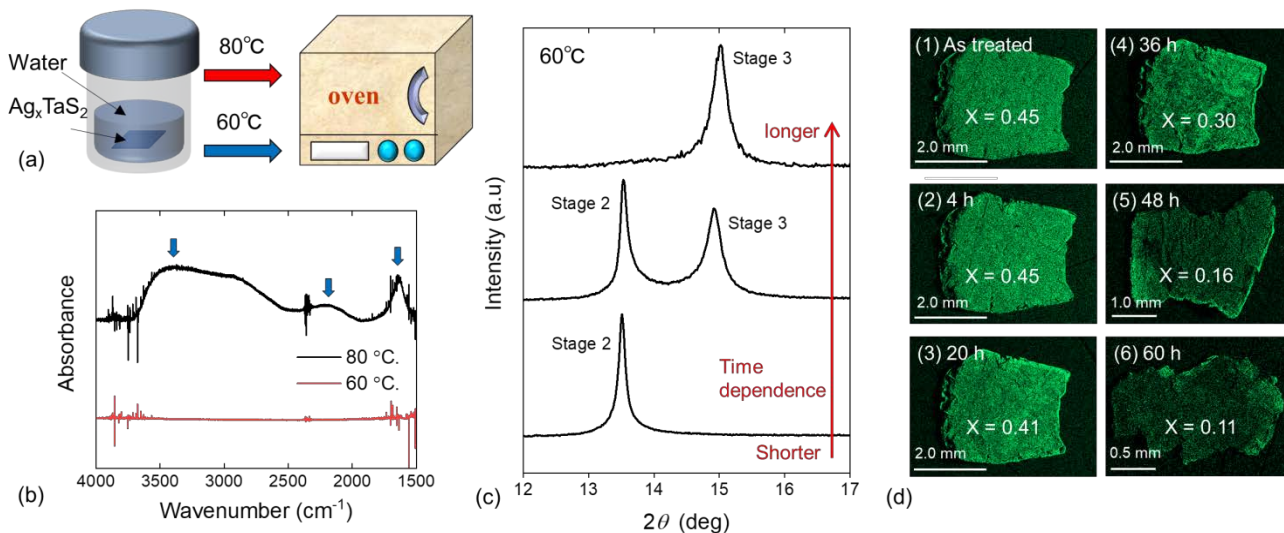 (a)
80°C
Water
AgₓTaS₂
60°C
oven
(b)
Absorbance
80 °C.
60 °C.
4000 3500 3000 2500 2000 1500
Wavenumber (cm⁻¹)
(c)
60°C
Stage 3
longer
Stage 2
Stage 3
Stage 2
Time
dependence
Shorter
Intensity (a.u)
12 13 14 15 16 17
2θ (deg)
(d)
(1) As treated
X = 0.45
2.0 mm
(2) 4 h
X = 0.45
2.0 mm
(3) 20 h
X = 0.41
2.0 mm
(4) 36 h
X = 0.30
2.0 mm
(5) 48 h
X = 0.16
1.0 mm
(6) 60 h
X = 0.11
0.5 mm